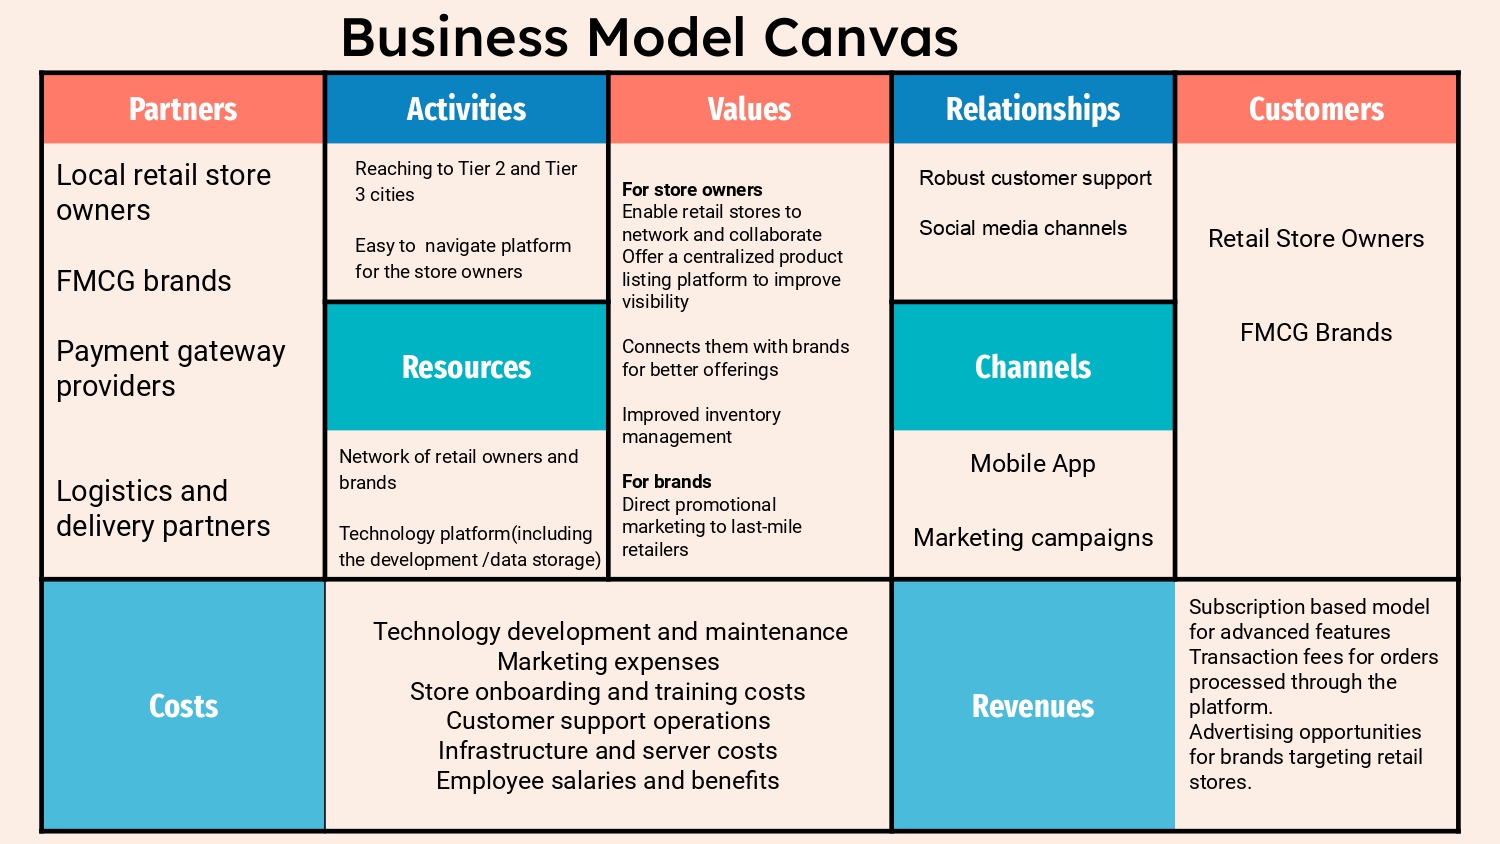 Business Model Canvas
Partners
Local retail store
owners
FMCG brands
Payment gateway
providers
Logistics and
delivery partners
Activities
Reaching to Tier 2 and Tier
3 cities
Easy to  navigate platform
for the store owners
Resources
Network of retail owners and
brands
Technology platform(including
the development /data storage)
Values
For store owners
Enable retail stores to
network and collaborate
Offer a centralized product
listing platform to improve
visibility
Connects them with brands
for better offerings
Improved inventory
management
For brands
Direct promotional
marketing to last-mile
retailers
Relationships
Robust customer support
Social media channels
Channels
Mobile App
Marketing campaigns
Customers
Retail Store Owners
FMCG Brands
Costs
Technology development and maintenance
Marketing expenses
Store onboarding and training costs
Customer support operations
Infrastructure and server costs
Employee salaries and benefits
Revenues
Subscription based model
for advanced features
Transaction fees for orders
processed through the
platform.
Advertising opportunities
for brands targeting retail
stores.